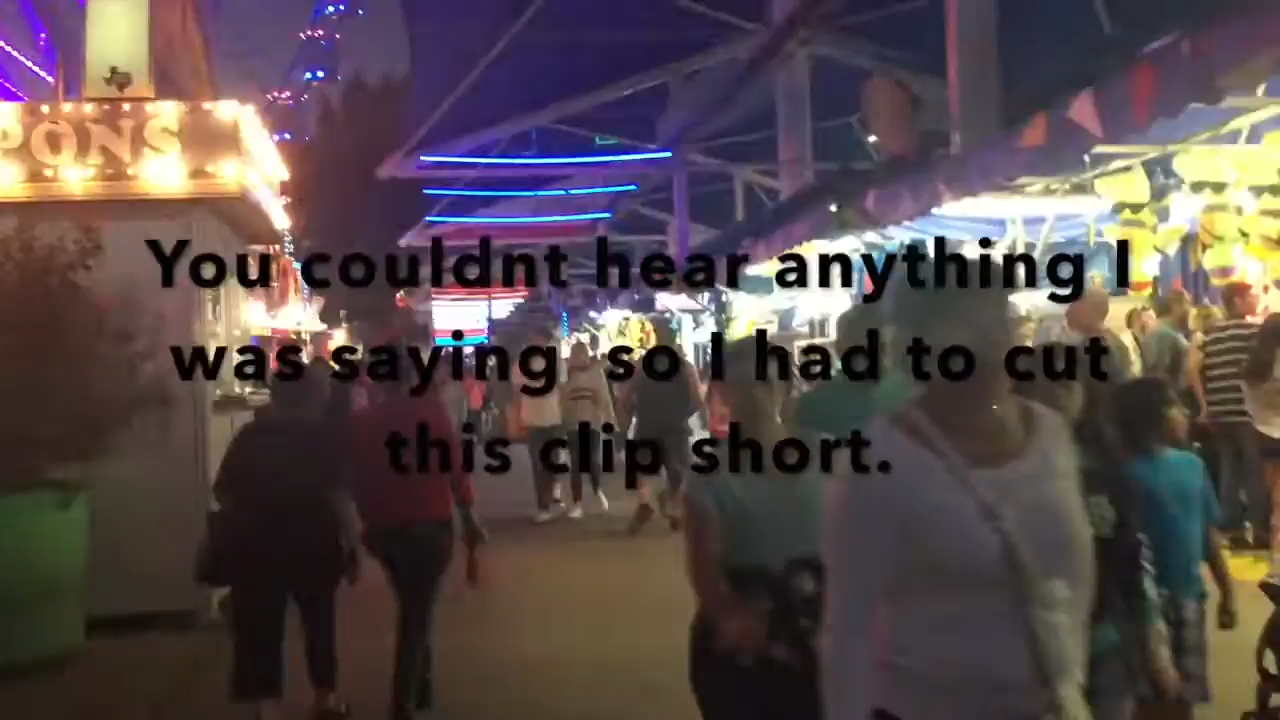 PONS
You couldnt hear anything I
was saying, so I had to cut
this clip short.